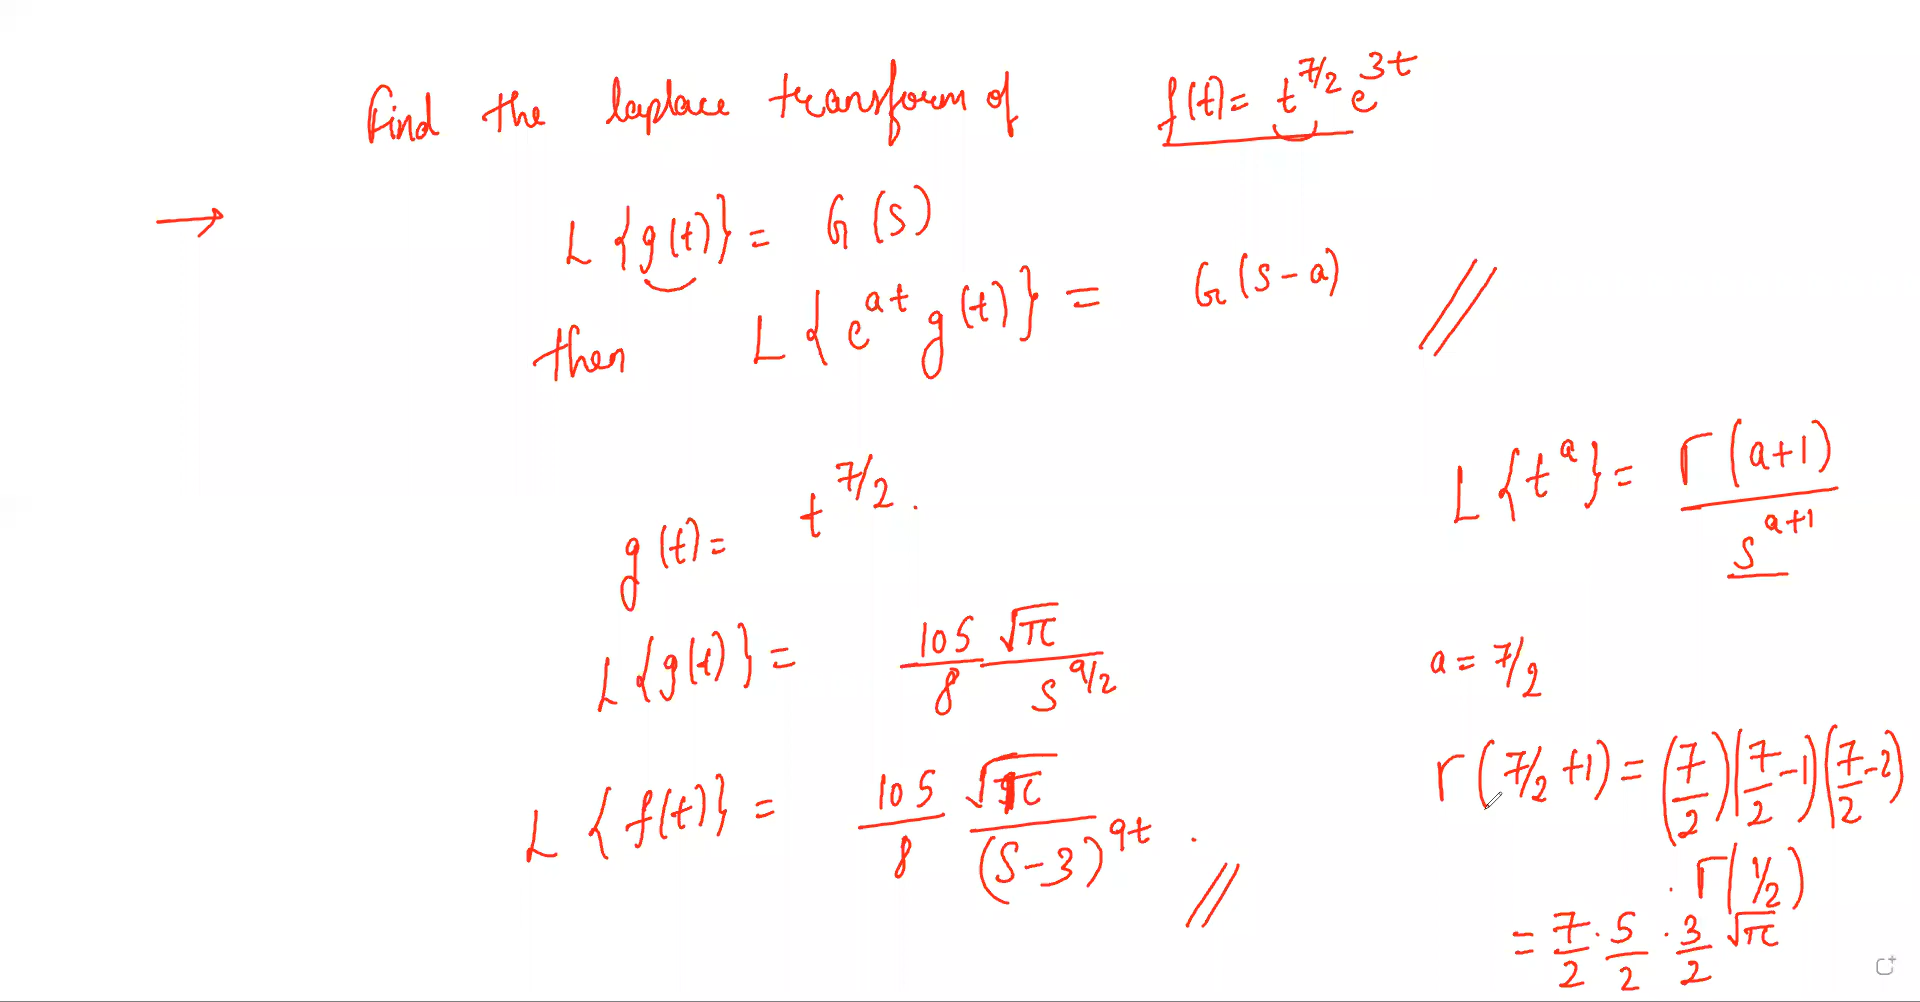 Find the laplace transform of f(t) = t^{7/2} e^{3t}
L{g(t)} = G(s)
then L{e^{at} g(t)} = G(s-a)
g(t) = t^{7/2}.
L{g(t)} = 105/8 √π/s^{9/2}
L{f(t)} = 105/8 √π/(s-3)^{9t}.
L{t^a} = Γ(a+1)/s^{a+1}
a = 7/2
Γ(7/2 +1) = (7/2)(7/2 -1)(7/2 -2)
. Γ(1/2)
= 7/2 . 5/2 . 3/2 √π